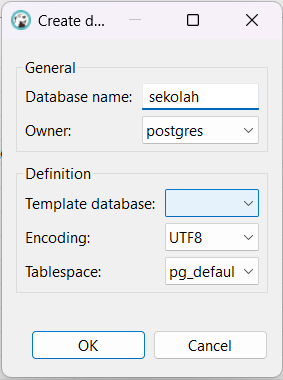 Create d...
General
Database name: sekolah
Owner: postgres
Definition
Template database:
Encoding: UTF8
Tablespace: pg_defaul
OK Cancel